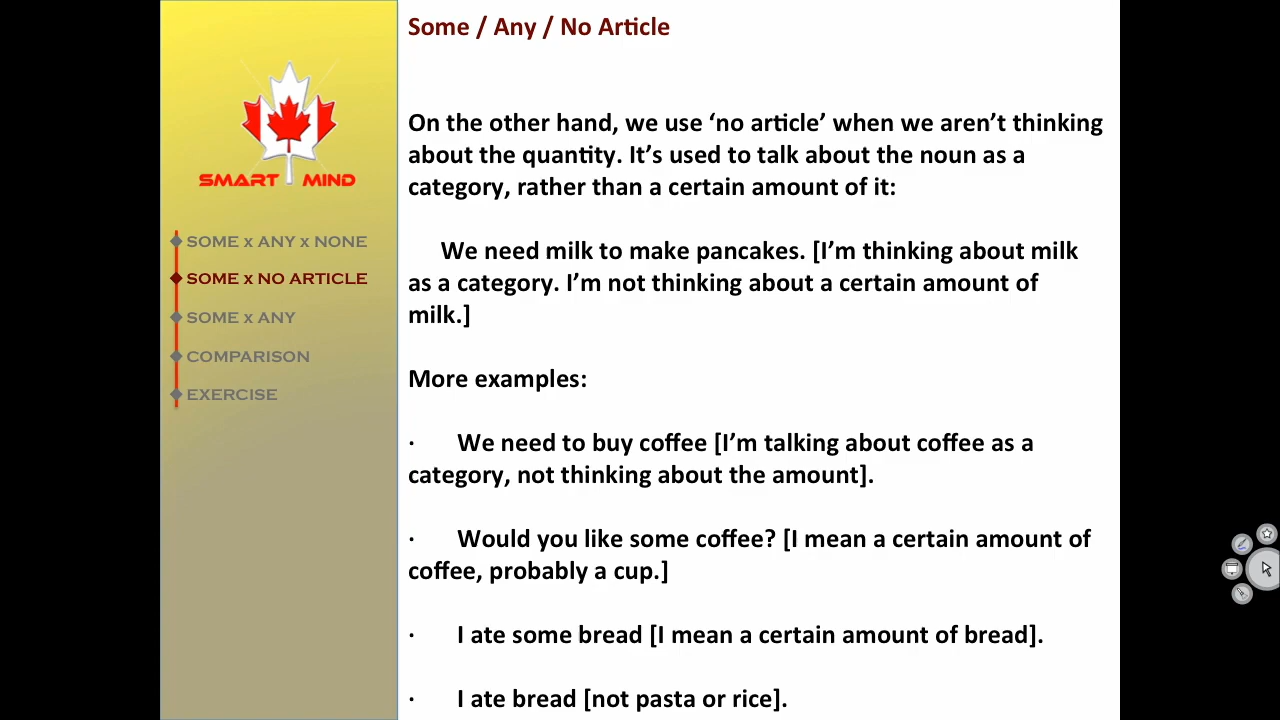 Some / Any / No Article
SMART MIND
SOME x ANY x NONE
SOME x NO ARTICLE
SOME x ANY
COMPARISON
EXERCISE
On the other hand, we use ‘no article’ when we aren’t thinking
about the quantity. It’s used to talk about the noun as a
category, rather than a certain amount of it:
We need milk to make pancakes. [I’m thinking about milk
as a category. I’m not thinking about a certain amount of
milk.]
More examples:
· We need to buy coffee [I’m talking about coffee as a
category, not thinking about the amount].
· Would you like some coffee? [I mean a certain amount of
coffee, probably a cup.]
· I ate some bread [I mean a certain amount of bread].
· I ate bread [not pasta or rice].